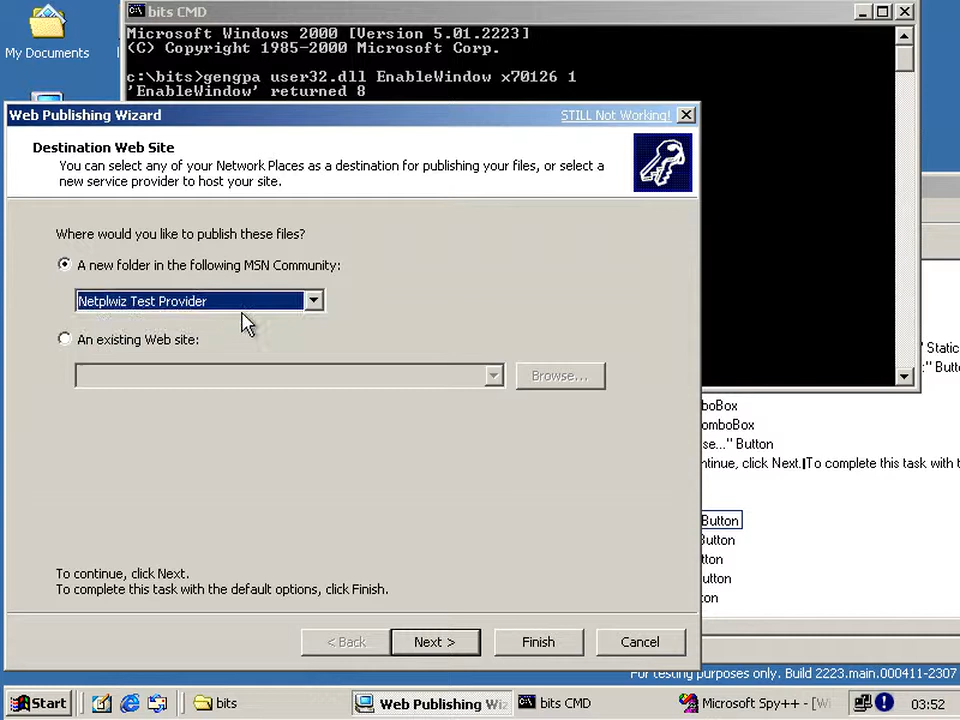 My Documents
bits CMD
Microsoft Windows 2000 [Version 5.01.2223]
(C) Copyright 1985-2000 Microsoft Corp.
c:\bits>gengpa user32.dll EnableWindow x70126 1
'EnableWindow' returned 8
Web Publishing Wizard
STILL Not Working!
Destination Web Site
You can select any of your Network Places as a destination for publishing your files, or select a
new service provider to host your site.
Where would you like to publish these files?
A new folder in the following MSN Community:
Netplwiz Test Provider
An existing Web site:
Browse...
To continue, click Next.
To complete this task with the default options, click Finish.
< Back
Next >
Finish
Cancel
" Static
:" Butto
boBox
omboBox
se..." Button
ntinue, click Next.|To complete this task with t
Button
Button
tton
utton
ton
For testing purposes only. Build 2223.main.000411-2307
Start
bits
Web Publishing Wiz
bits CMD
Microsoft Spy++ - [Wi
03:52